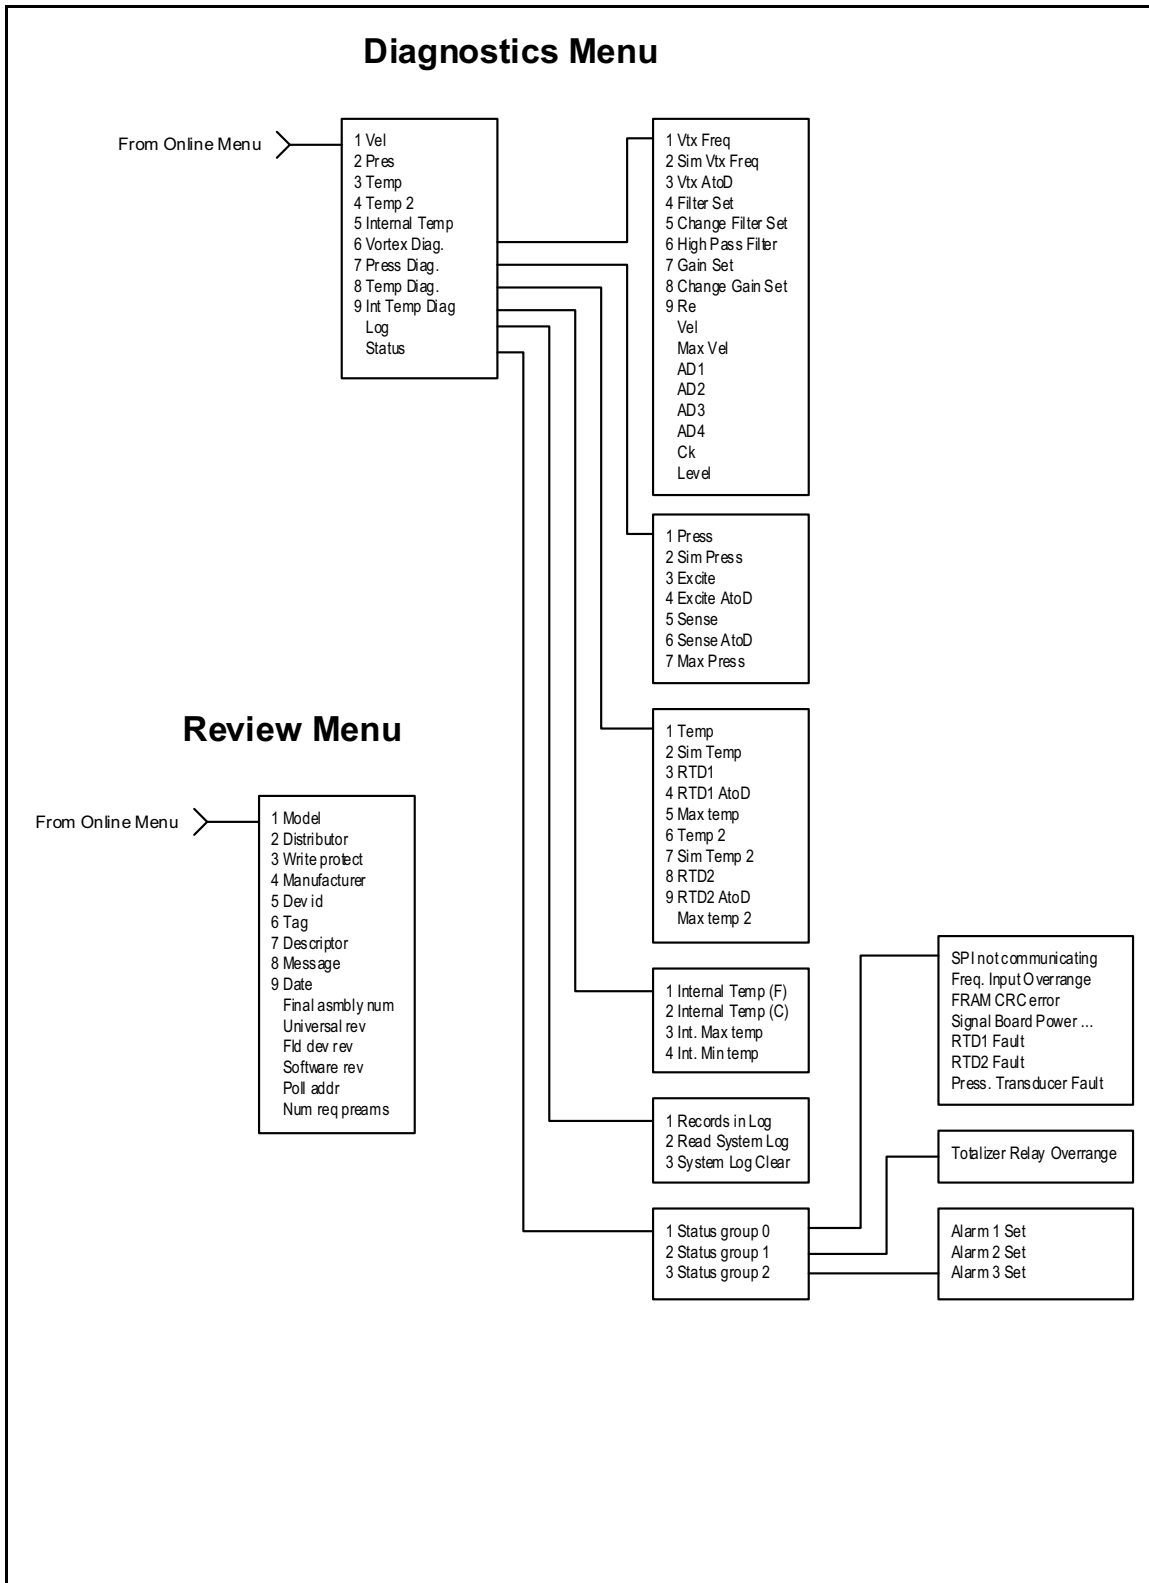 Diagnostics Menu
From Online Menu
1 Vel
2 Pres
3 Temp
4 Temp 2
5 Internal Temp
6 Vortex Diag.
7 Press Diag.
8 Temp Diag.
9 Int Temp Diag
Log
Status
1 Vtx Freq
2 Sim Vtx Freq
3 Vtx AtoD
4 Filter Set
5 Change Filter Set
6 High Pass Filter
7 Gain Set
8 Change Gain Set
9 Re
Vel
Max Vel
AD1
AD2
AD3
AD4
Ck
Level
1 Press
2 Sim Press
3 Excite
4 Excite AtoD
5 Sense
6 Sense AtoD
7 Max Press
1 Temp
2 Sim Temp
3 RTD1
4 RTD1 AtoD
5 Max temp
6 Temp 2
7 Sim Temp 2
8 RTD2
9 RTD2 AtoD
Max temp 2
1 Internal Temp (F)
2 Internal Temp (C)
3 Int. Max temp
4 Int. Min temp
1 Records in Log
2 Read System Log
3 System Log Clear
1 Status group 0
2 Status group 1
3 Status group 2
SPI not communicating
Freq. Input Overrange
FRAM CRC error
Signal Board Power ...
RTD1 Fault
RTD2 Fault
Press. Transducer Fault
Totalizer Relay Overrange
Alarm 1 Set
Alarm 2 Set
Alarm 3 Set
Review Menu
From Online Menu
1 Model
2 Distributor
3 Write protect
4 Manufacturer
5 Dev id
6 Tag
7 Descriptor
8 Message
9 Date
Final asmbly num
Universal rev
Fld dev rev
Software rev
Poll addr
Num req preams